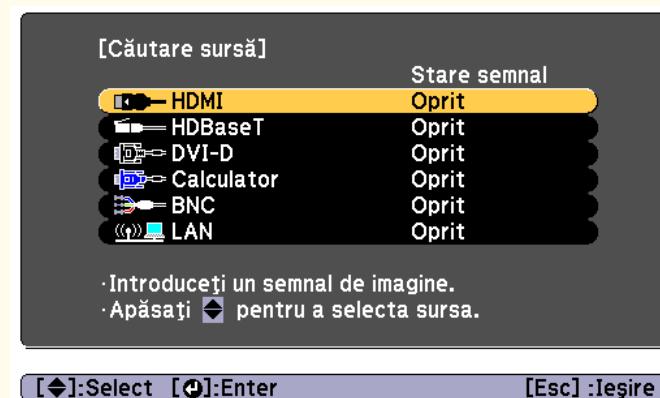 [Căutare sursă]
Stare semnal
HDMI Oprit
HDBaseT Oprit
DVI-D Oprit
Calculator Oprit
BNC Oprit
LAN Oprit
·Introduceţi un semnal de imagine.
·Apăsaţi pentru a selecta sursa.
[]:Select []:Enter [Esc] :Ieşire